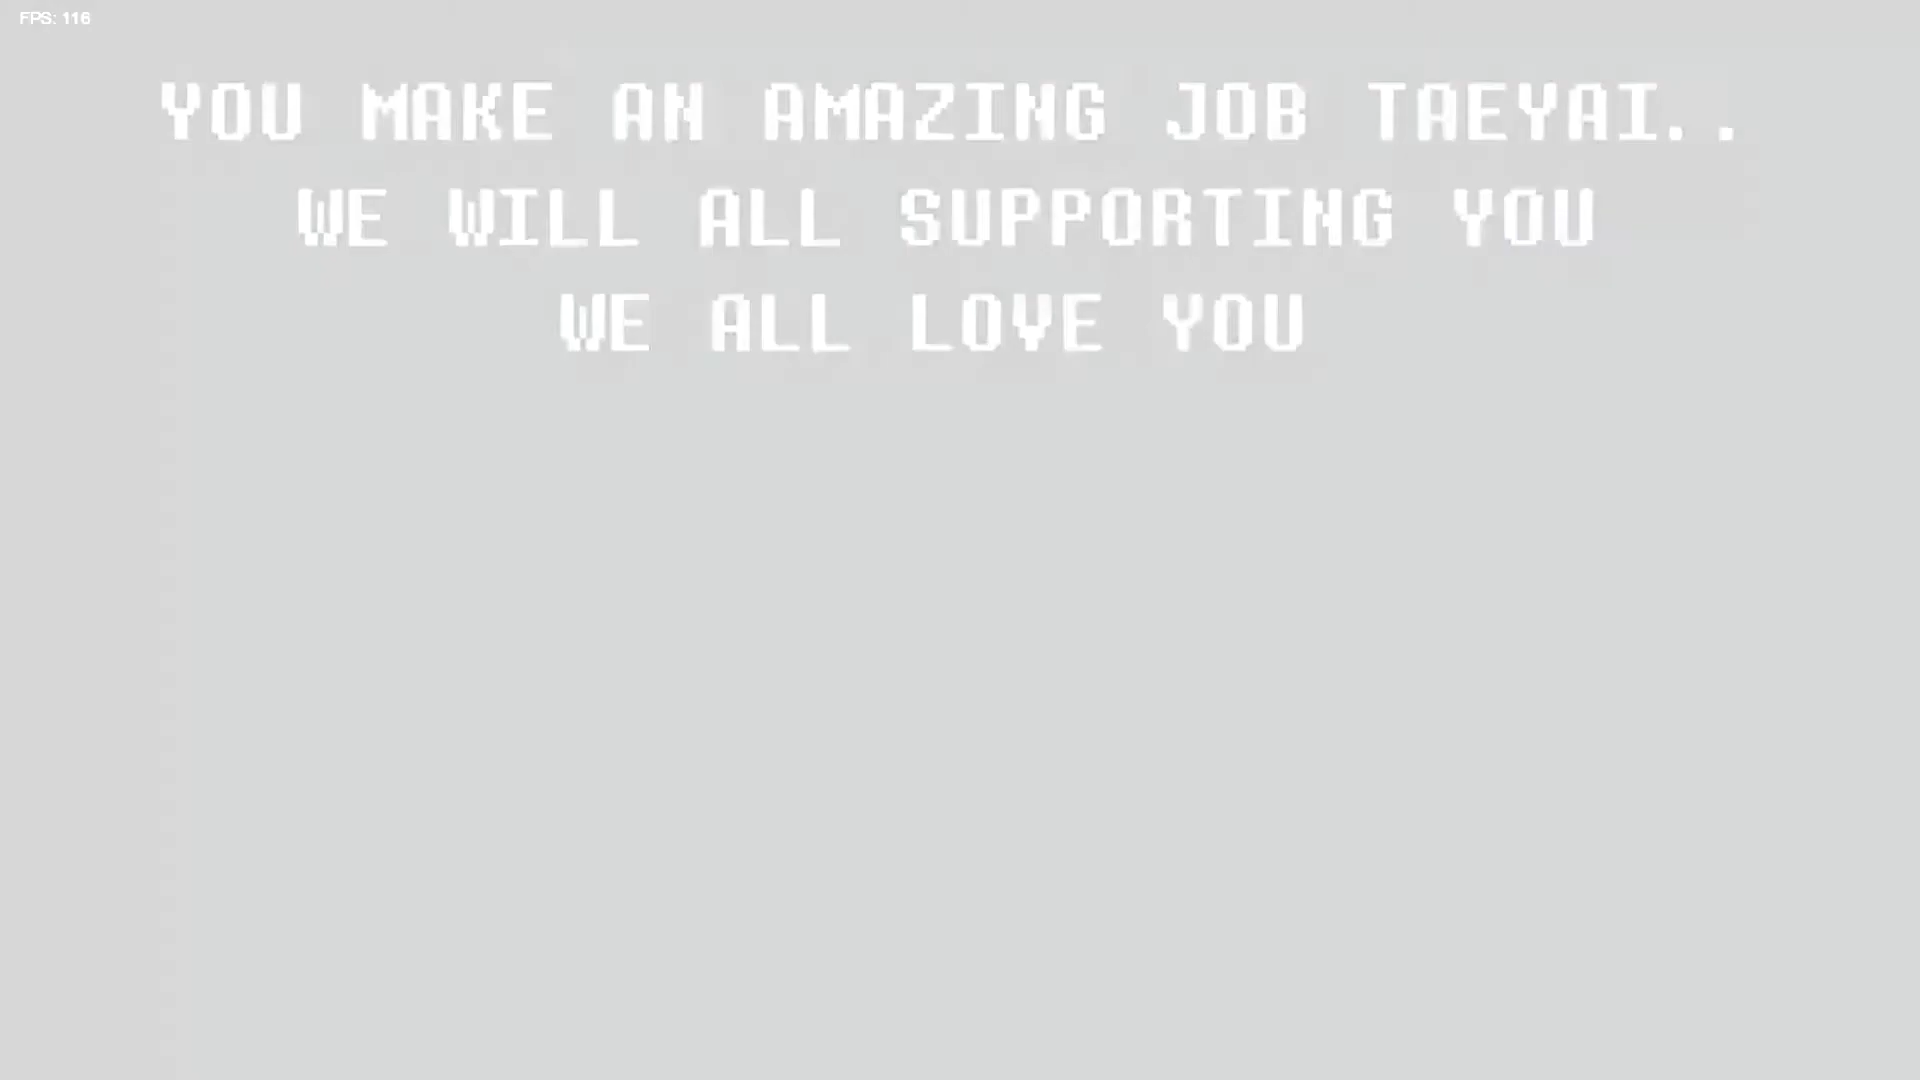 FPS: 116
YOU MAKE AN AMAZING JOB TAEYAI..
WE WILL ALL SUPPORTING YOU
WE ALL LOVE YOU